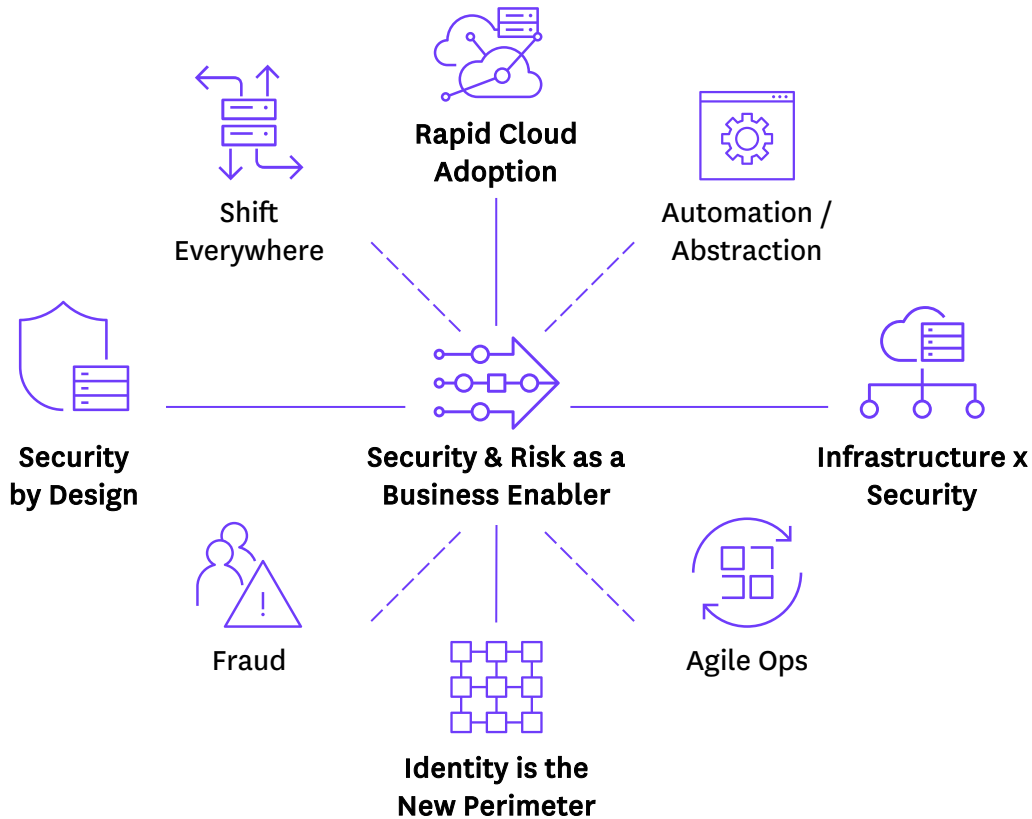 Rapid Cloud
Adoption
Shift
Everywhere
Automation /
Abstraction
Security
by Design
Security & Risk as a
Business Enabler
Infrastructure x
Security
Fraud
Agile Ops
Identity is the
New Perimeter